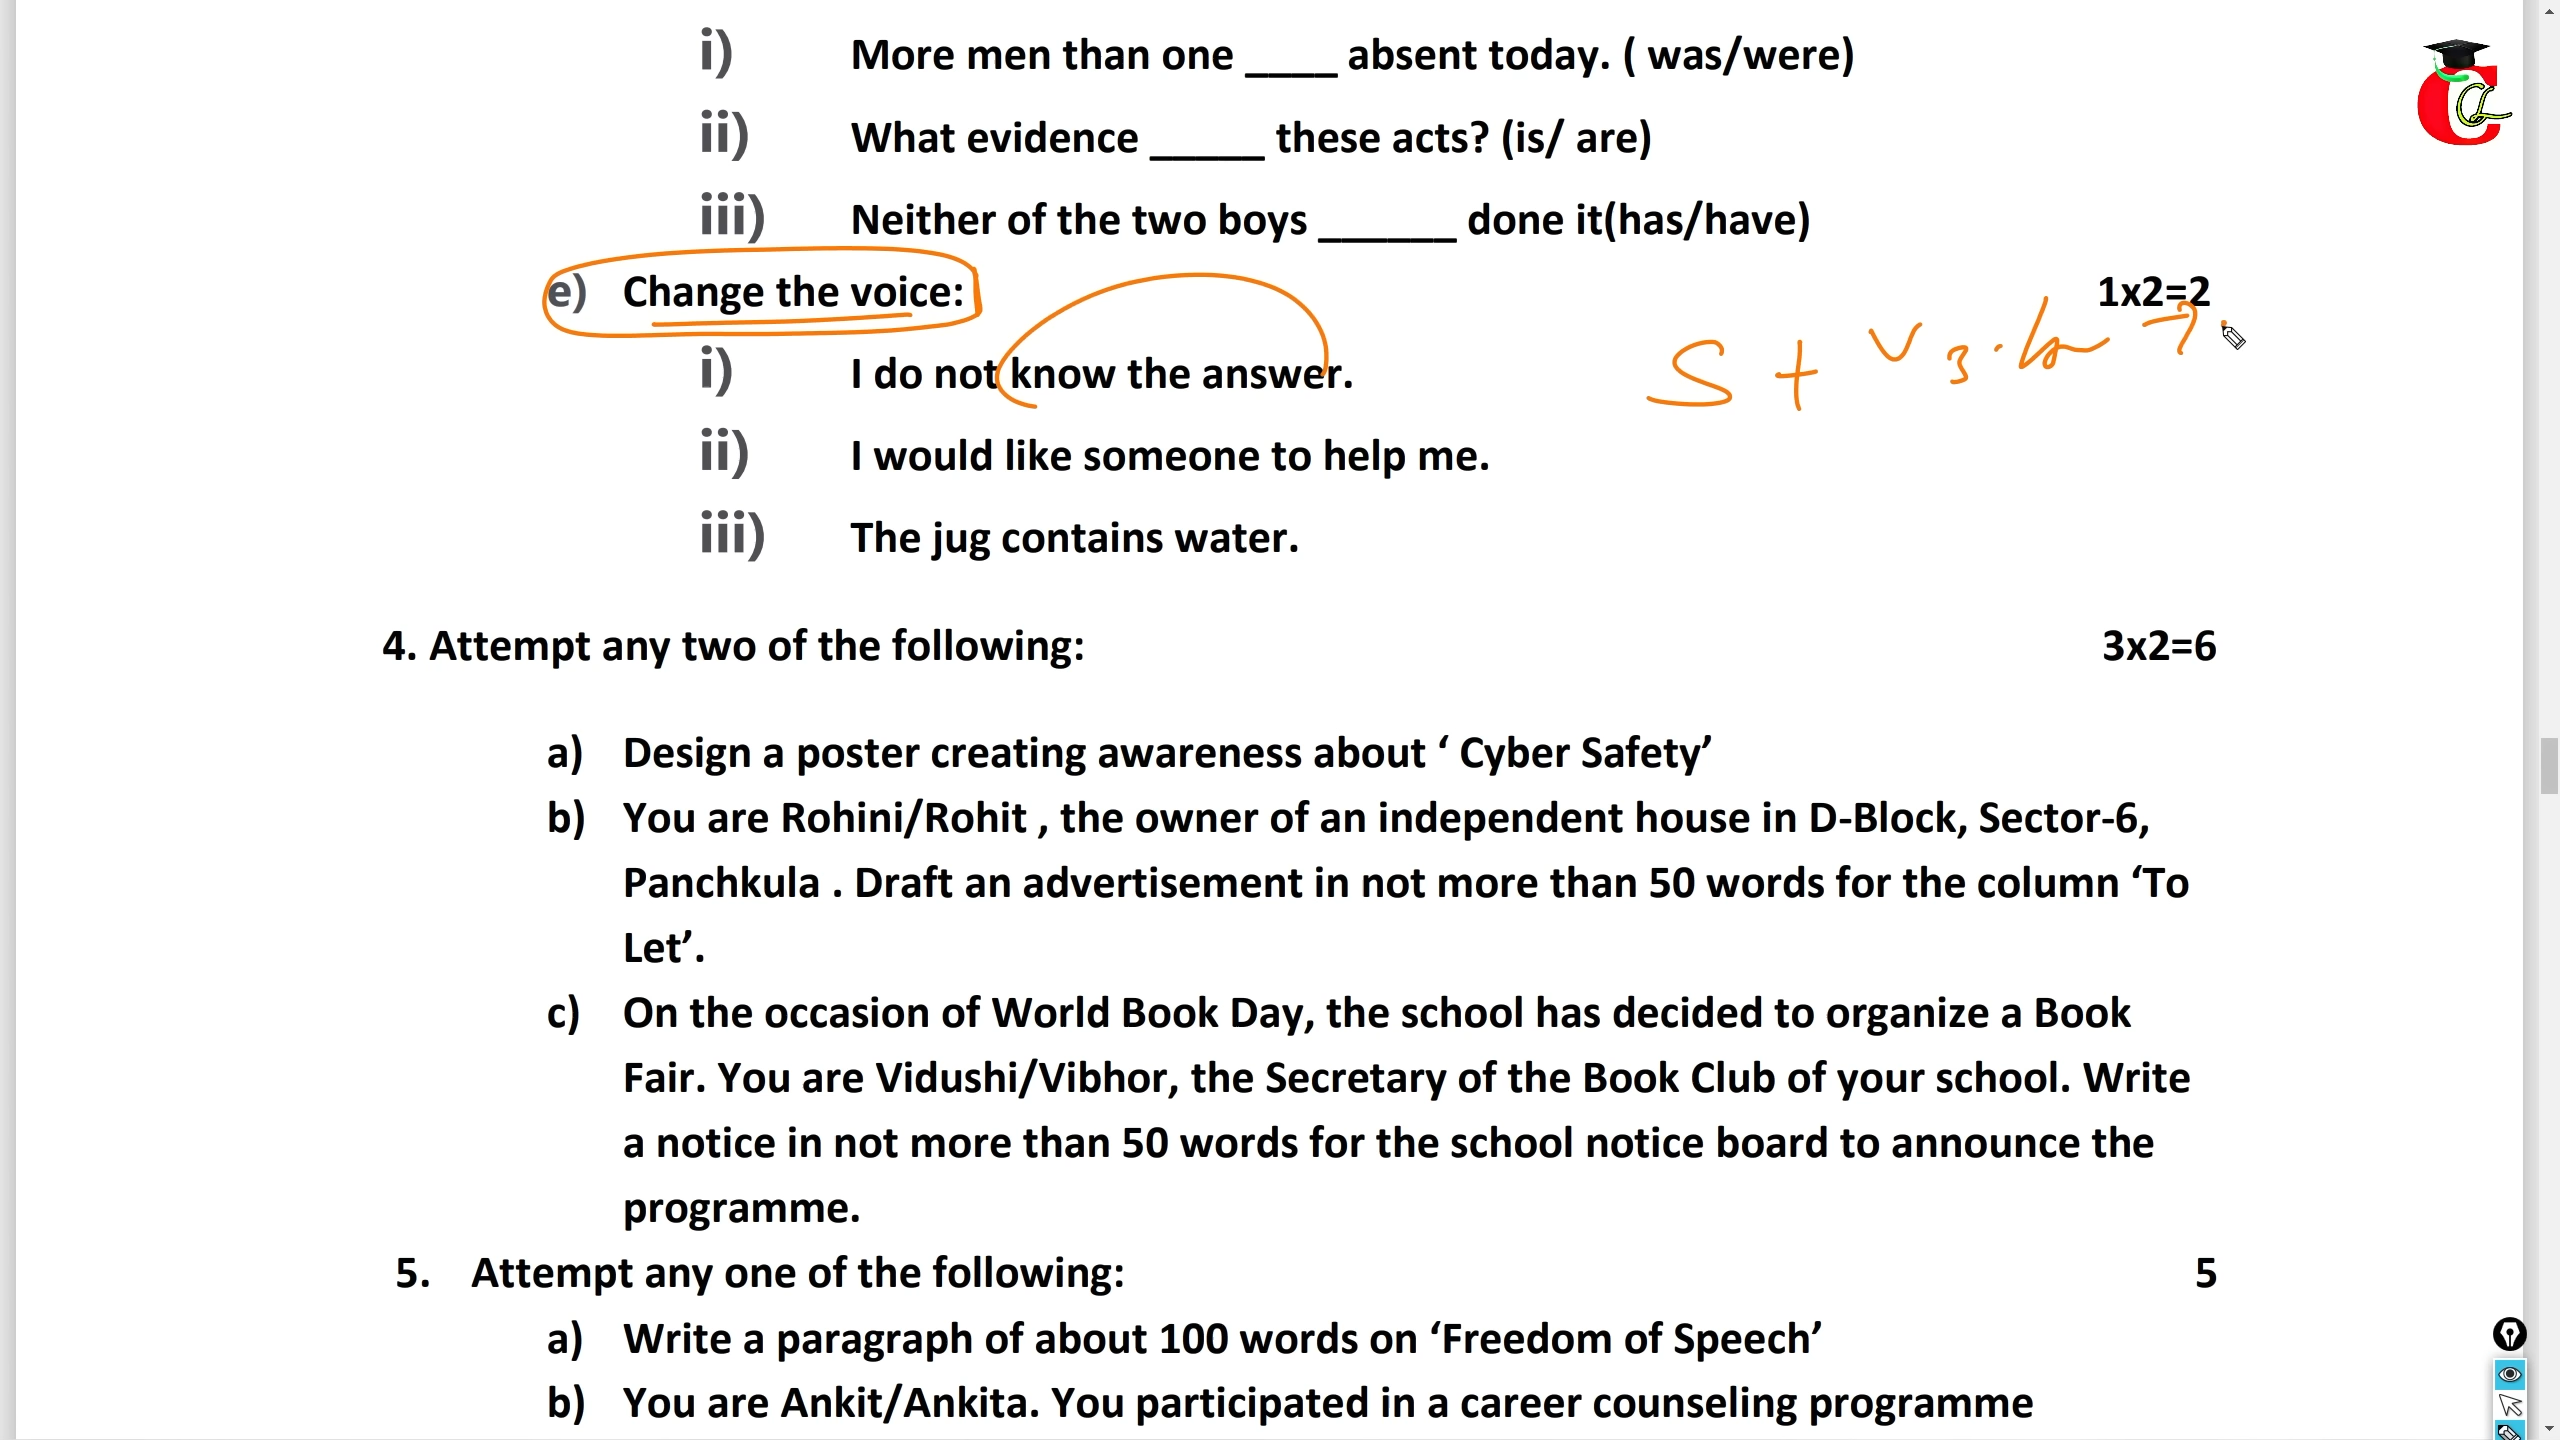 i) More men than one ____ absent today. ( was/were)
ii) What evidence _____ these acts? (is/ are)
iii) Neither of the two boys ______ done it(has/have)
e) Change the voice: 1x2=2
i) I do not know the answer.
S + V3.
ii) I would like someone to help me.
iii) The jug contains water.
4. Attempt any two of the following: 3x2=6
a) Design a poster creating awareness about ‘ Cyber Safety’
b) You are Rohini/Rohit , the owner of an independent house in D-Block, Sector-6,
Panchkula . Draft an advertisement in not more than 50 words for the column ‘To
Let’.
c) On the occasion of World Book Day, the school has decided to organize a Book
Fair. You are Vidushi/Vibhor, the Secretary of the Book Club of your school. Write
a notice in not more than 50 words for the school notice board to announce the
programme.
5. Attempt any one of the following: 5
a) Write a paragraph of about 100 words on ‘Freedom of Speech’
b) You are Ankit/Ankita. You participated in a career counseling programme